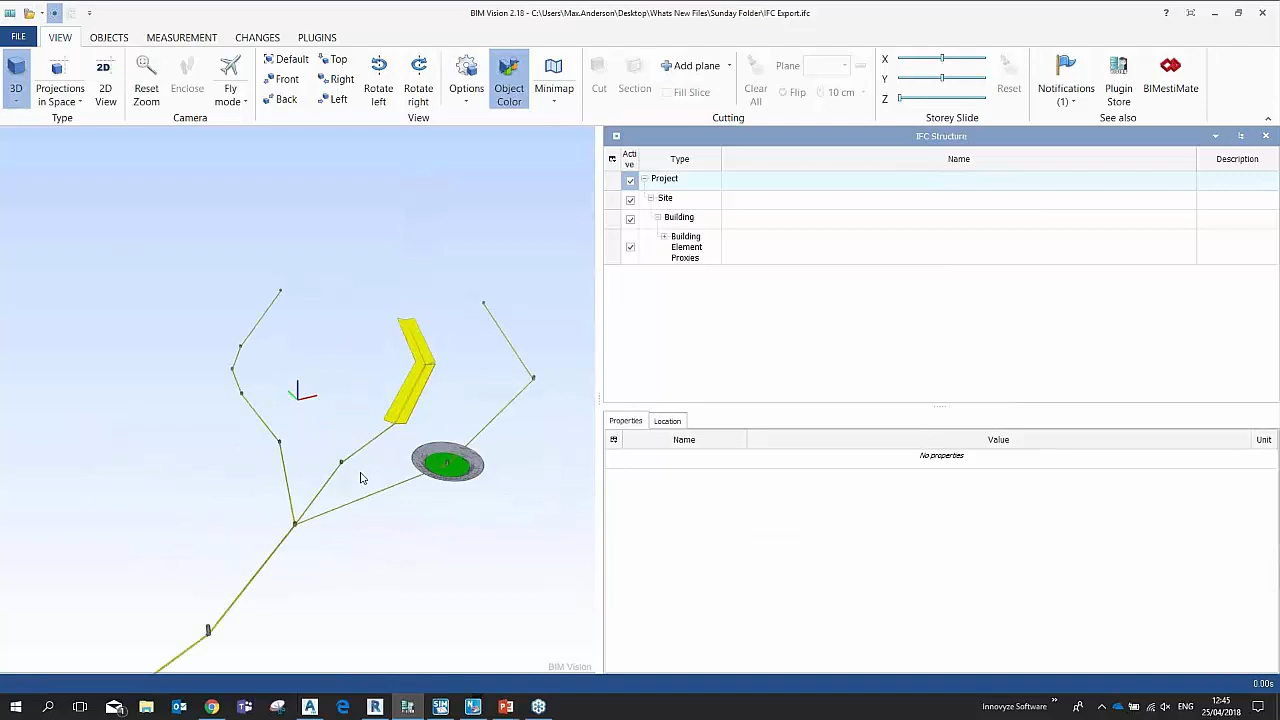 BIM Vision 2.18 - C:\Users\Max.Anderson\Desktop\Whats New Files\Sunday Folder\IFC Export.ifc
FILE VIEW OBJECTS MEASUREMENT CHANGES PLUGINS
3D
Projections in Space
2D View
Type
Reset Zoom
Enclose
Fly mode
Camera
Default Top
Front Right
Back Left
Rotate left
Rotate right
View
Options
Object Color
Minimap
Cut
Section
Add plane
Fill Slice
Clear All
Plane
Flip 10 cm
Cutting
X
Y
Z
Reset
Storey Slide
Notifications (1)
Plugin Store
BIMestiMate
See also
IFC Structure
Acti ve Type Name Description
Project
Site
Building
Building
Element
Proxies
Properties Location
Name Value Unit
No properties
BIM Vision
0.00s
Innovyze Software
ENG
12:45
25/04/2018